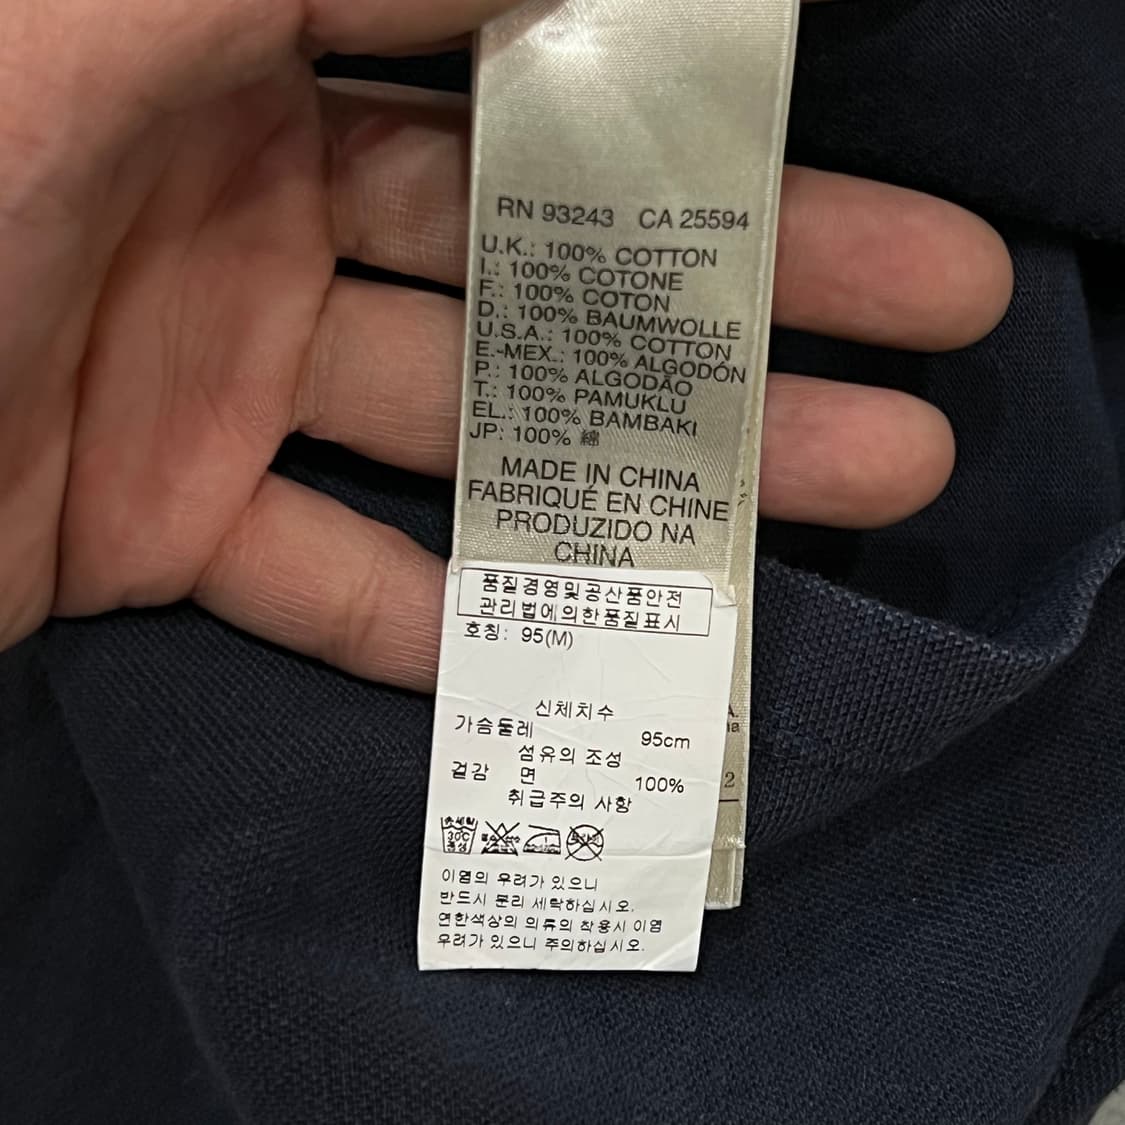 RN 93243 CA 25594
U.K.: 100% COTTON
I.: 100% COTONE
F.: 100% COTON
D.: 100% BAUMWOLLE
U.S.A.: 100% COTTON
E.-MEX.: 100% ALGODÓN
P.: 100% ALGODÃO
T.: 100% PAMUKLU
EL.: 100% BAMBAKI
JP: 100% 綿
MADE IN CHINA
FABRIQUÉ EN CHINE
PRODUZIDO NA
CHINA
품질경영및공산품안전
관리법에의한품질표시
호칭: 95(M)
신체치수
가슴둘레 95cm
섬유의 조성
겉감 면 100%
취급주의 사항
30℃
이염의 우려가 있으니
반드시 분리 세탁하십시오.
연한색상의 의류의 착용시 이염
우려가 있으니 주의하십시오.
A.
na
2